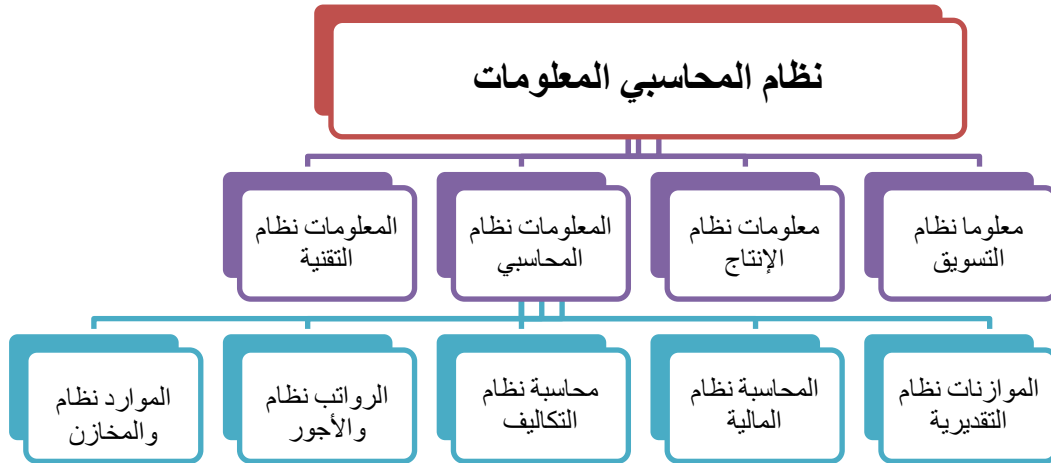 نظام المحاسبي المعلومات
معلوما نظام
التسويق
معلومات نظام
الإنتاج
المعلومات نظام
المحاسبي
المعلومات نظام
التقنية
الموازنات نظام
التقديرية
المحاسبة نظام
المالية
محاسبة نظام
التكاليف
الرواتب نظام
والأجور
الموارد نظام
والمخازن